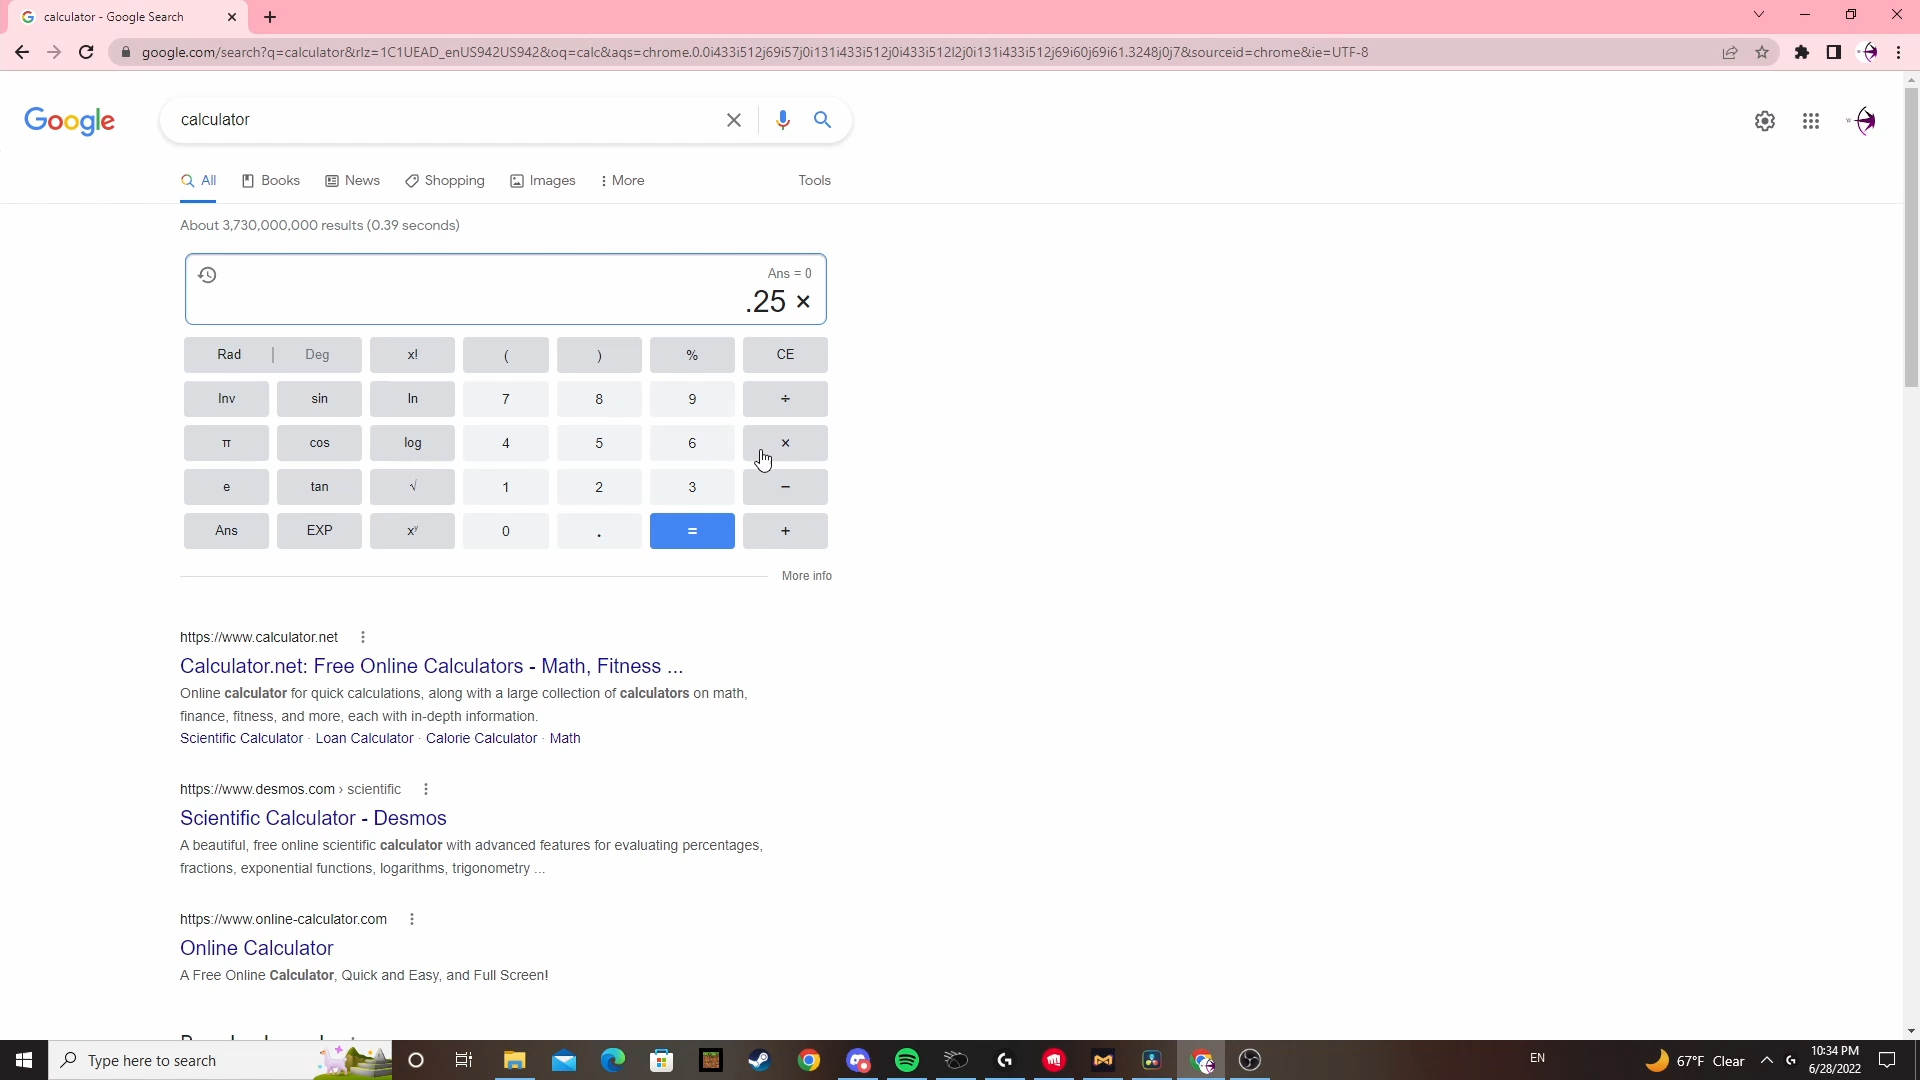 calculator - Google Search
google.com/search?q=calculator&rlz=1C1UEAD_enUS942US942&oq=calc&aqs=chrome.0.0i433i512j69i57j0i131i433i512j0i433i512l2j0i131i433i512j69i60j69i61.3248j0j7&sourceid=chrome&ie=UTF-8
Google
calculator
All Books News Shopping Images More Tools
About 3,730,000,000 results (0.39 seconds)
Ans = 0
.25 ×
Rad | Deg x! ( ) % CE
Inv sin ln 7 8 9 ÷
π cos log 4 5 6 ×
e tan √ 1 2 3 −
Ans EXP xʸ 0 . = +
More info
https://www.calculator.net
Calculator.net: Free Online Calculators - Math, Fitness ...
Online calculator for quick calculations, along with a large collection of calculators on math,
finance, fitness, and more, each with in-depth information.
Scientific Calculator · Loan Calculator · Calorie Calculator · Math
https://www.desmos.com › scientific
Scientific Calculator - Desmos
A beautiful, free online scientific calculator with advanced features for evaluating percentages,
fractions, exponential functions, logarithms, trigonometry ...
https://www.online-calculator.com
Online Calculator
A Free Online Calculator, Quick and Easy, and Full Screen!
Type here to search
EN
67°F Clear
10:34 PM
6/28/2022